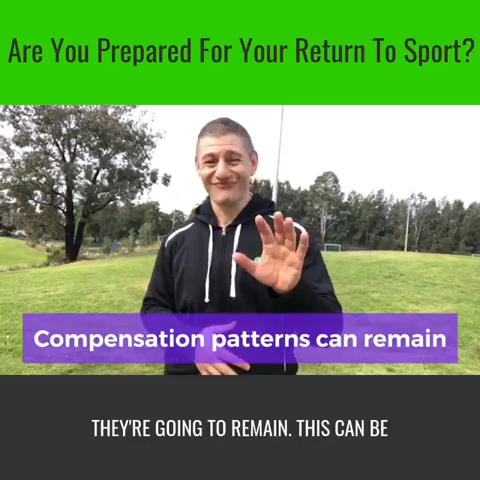 Are You Prepared For Your Return To Sport?
Compensation patterns can remain
THEY'RE GOING TO REMAIN. THIS CAN BE